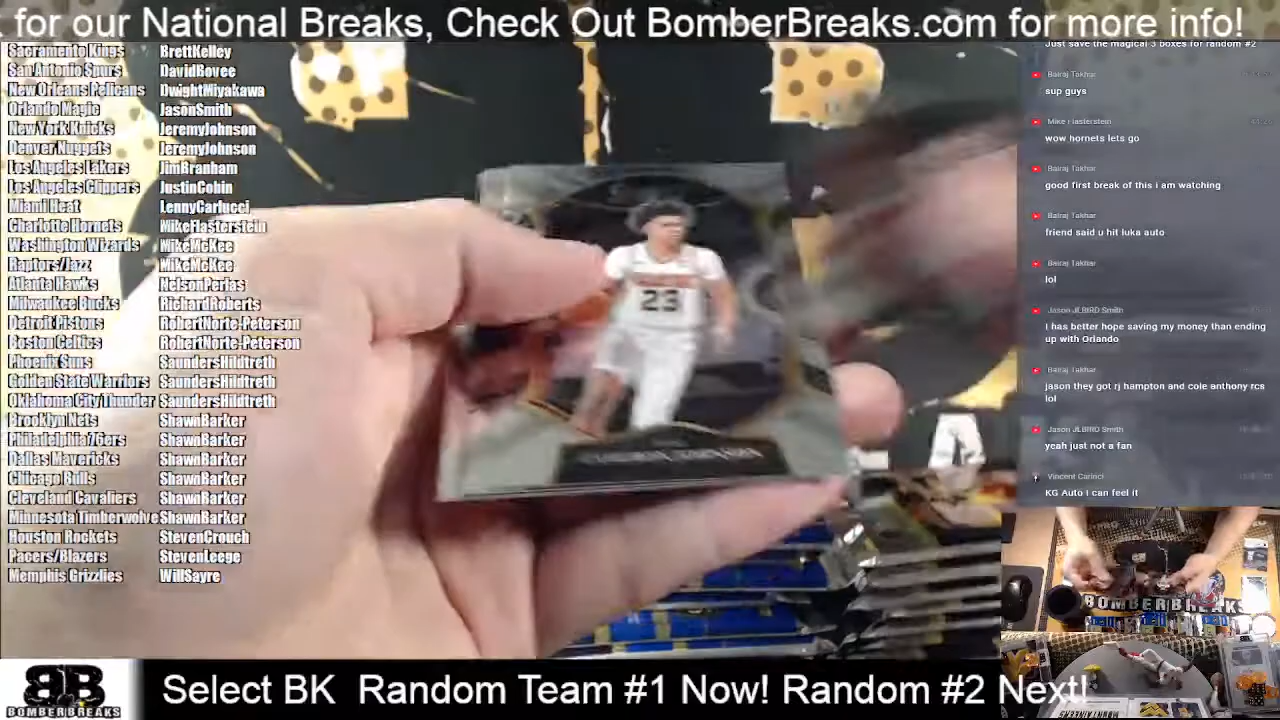 for our National Breaks, Check Out BomberBreaks.com for more info!
Sacramento Kings BrettKelley
San Antonio Spurs DavidBovee
New Orleans Pelicans DwightMiyakawa
Orlando Magic JasonSmith
New York Knicks JeremyJohnson
Denver Nuggets JeremyJohnson
Los Angeles Lakers JimBranham
Los Angeles Clippers JustinCohin
Miami Heat LennyCarlucci
Charlotte Hornets MikeHasterstein
Washington Wizards MikeMcKee
Raptors/Jazz MikeMcKee
Atlanta Hawks NelsonPerias
Milwaukee Bucks RichardRoberts
Detroit Pistons RobertNorte-Peterson
Boston Celtics RobertNorte-Peterson
Phoenix Suns SaundersHildtreth
Golden State Warriors SaundersHildtreth
Oklahoma City Thunder SaundersHildtreth
Brooklyn Nets ShawnBarker
Philadelphia 76ers ShawnBarker
Dallas Mavericks ShawnBarker
Chicago Bulls ShawnBarker
Cleveland Cavaliers ShawnBarker
Minnesota Timberwolve ShawnBarker
Houston Rockets StevenCrouch
Pacers/Blazers StevenLeege
Memphis Grizzlies WillSayre
23
Just save the magical 3 boxes for random #2
Balraj Takhar
sup guys
Mike Hasterstein
wow hornets lets go
Balraj Takhar
good first break of this i am watching
Balraj Takhar
friend said u hit luka auto
Balraj Takhar
lol
Jason JLBIRD Smith
I has better hope saving my money than ending
up with Orlando
Balraj Takhar
jason they got rj hampton and cole anthony rcs
lol
Jason JLBIRD Smith
yeah just not a fan
Vincent Carinci
KG Auto I can feel it
BOMBERBREAKS
BB
BOMBERBREAKS
Select BK Random Team #1 Now! Random #2 Next!